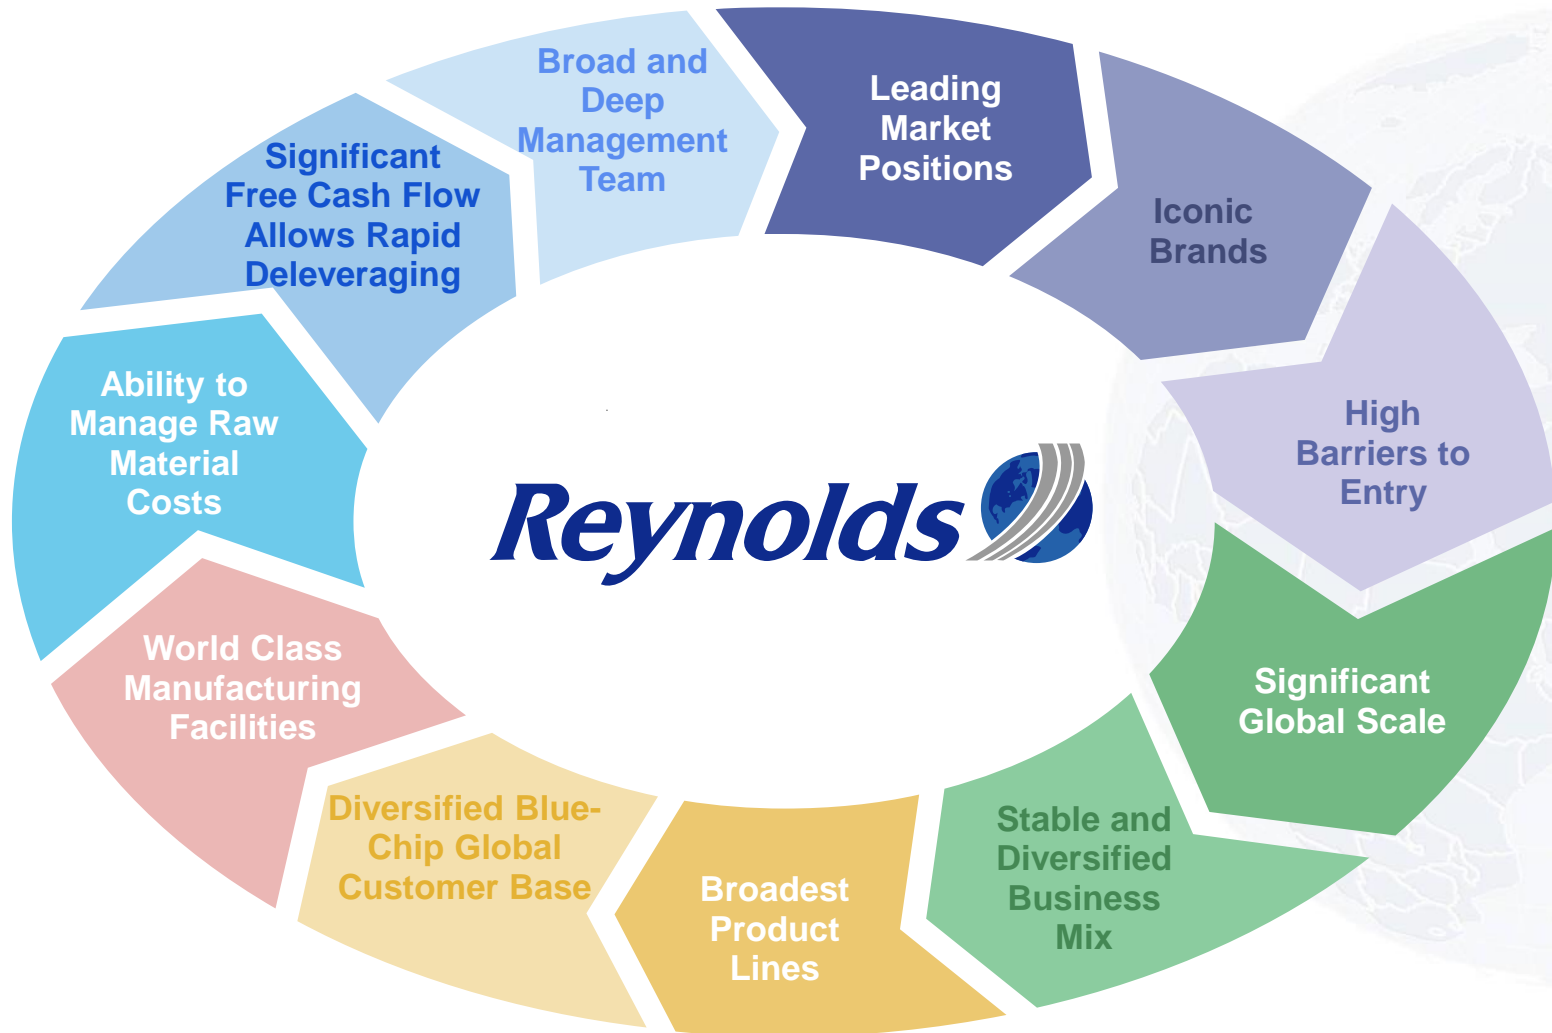 Broad and
Deep
Management
Team
Leading
Market
Positions
Iconic
Brands
High
Barriers to
Entry
Significant
Global Scale
Stable and
Diversified
Business
Mix
Broadest
Product
Lines
Diversified Blue-
Chip Global
Customer Base
World Class
Manufacturing
Facilities
Ability to
Manage Raw
Material
Costs
Significant
Free Cash Flow
Allows Rapid
Deleveraging
Reynolds